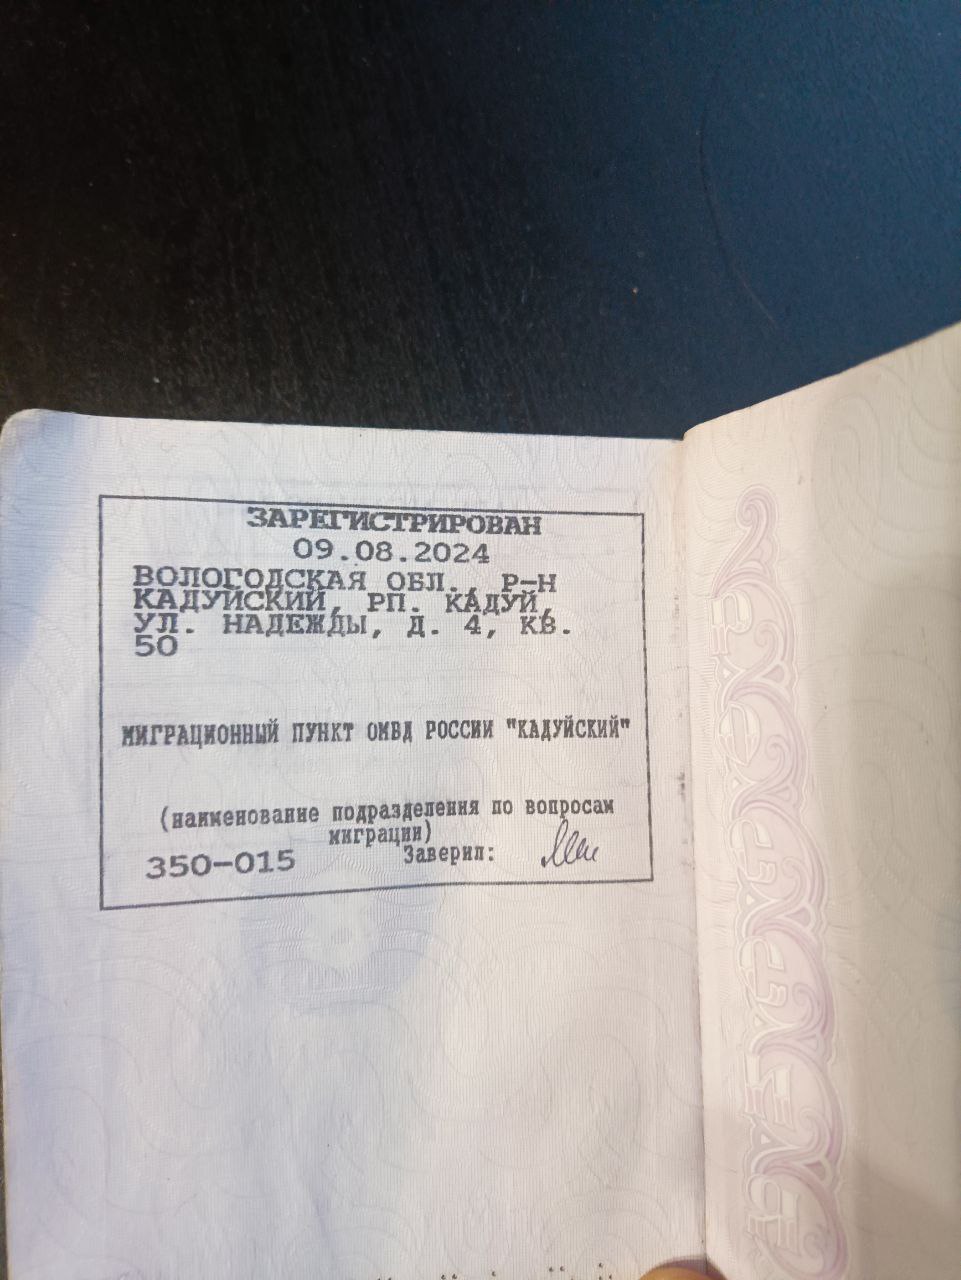 ЗАРЕГИСТРИРОВАН
09.08.2024
ВОЛОГОДСКАЯ ОБЛ., Р-Н
КАДУЙСКИЙ, РП. КАДУЙ,
УЛ. НАДЕЖДЫ, Д. 4, КВ.
50
МИГРАЦИОННЫЙ ПУНКТ ОМВД РОССИИ "КАДУЙСКИЙ"
(наименование подразделения по вопросам
миграции)
350-015 Заверил: